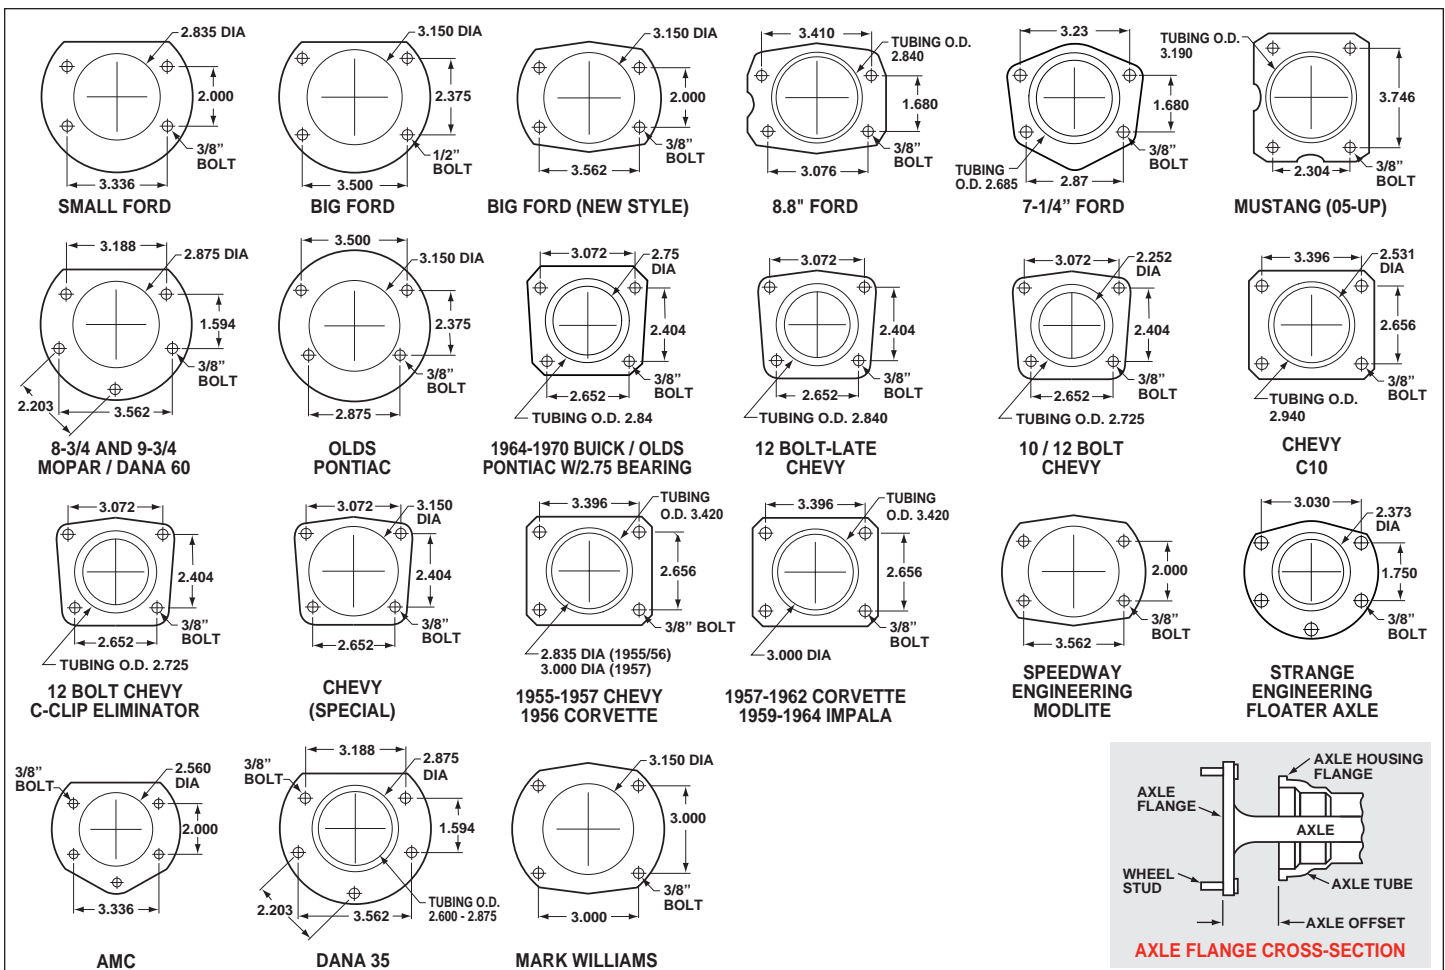 2.835 DIA
2.000
3/8”
BOLT
3.336
SMALL FORD
3.150 DIA
2.375
1/2”
BOLT
3.500
BIG FORD
3.150 DIA
2.000
3/8”
BOLT
3.562
BIG FORD (NEW STYLE)
3.410
TUBING O.D.
2.840
1.680
3/8”
BOLT
3.076
8.8" FORD
3.23
1.680
3/8”
BOLT
TUBING
O.D. 2.685
2.87
7-1/4” FORD
TUBING O.D.
3.190
3.746
3/8”
BOLT
2.304
MUSTANG (05-UP)
3.188
2.875 DIA
1.594
3/8”
BOLT
2.203
3.562
8-3/4 AND 9-3/4
MOPAR / DANA 60
3.500
3.150 DIA
2.375
3/8”
BOLT
2.875
OLDS
PONTIAC
3.072
2.75
DIA
2.404
3/8”
BOLT
2.652
TUBING O.D. 2.84
1964-1970 BUICK / OLDS
PONTIAC W/2.75 BEARING
3.072
2.404
3/8”
BOLT
2.652
TUBING O.D. 2.840
12 BOLT-LATE
CHEVY
3.072
2.252
DIA
2.404
3/8”
BOLT
2.652
TUBING O.D. 2.725
10 / 12 BOLT
CHEVY
3.396
2.531
DIA
2.656
3/8”
BOLT
TUBING O.D.
2.940
CHEVY
C10
3.072
2.404
3/8”
BOLT
2.652
TUBING O.D. 2.725
12 BOLT CHEVY
C-CLIP ELIMINATOR
3.072
3.150
DIA
2.404
3/8”
BOLT
2.652
CHEVY
(SPECIAL)
3.396
TUBING
O.D. 3.420
2.656
3/8” BOLT
2.835 DIA (1955/56)
3.000 DIA (1957)
1955-1957 CHEVY
1956 CORVETTE
3.396
TUBING
O.D. 3.420
2.656
3/8” BOLT
3.000 DIA
1957-1962 CORVETTE
1959-1964 IMPALA
2.000
3/8”
BOLT
3.562
SPEEDWAY
ENGINEERING
MODLITE
3.030
2.373
DIA
1.750
3/8”
BOLT
STRANGE
ENGINEERING
FLOATER AXLE
3/8”
BOLT
2.560
DIA
2.000
3.336
AMC
3/8”
BOLT
3.188
2.875
DIA
1.594
2.203
3.562
TUBING O.D.
2.600 - 2.875
DANA 35
3.150 DIA
3.000
3/8”
BOLT
3.000
MARK WILLIAMS
AXLE HOUSING
FLANGE
AXLE
FLANGE
AXLE
WHEEL
STUD
AXLE TUBE
AXLE OFFSET
AXLE FLANGE CROSS-SECTION